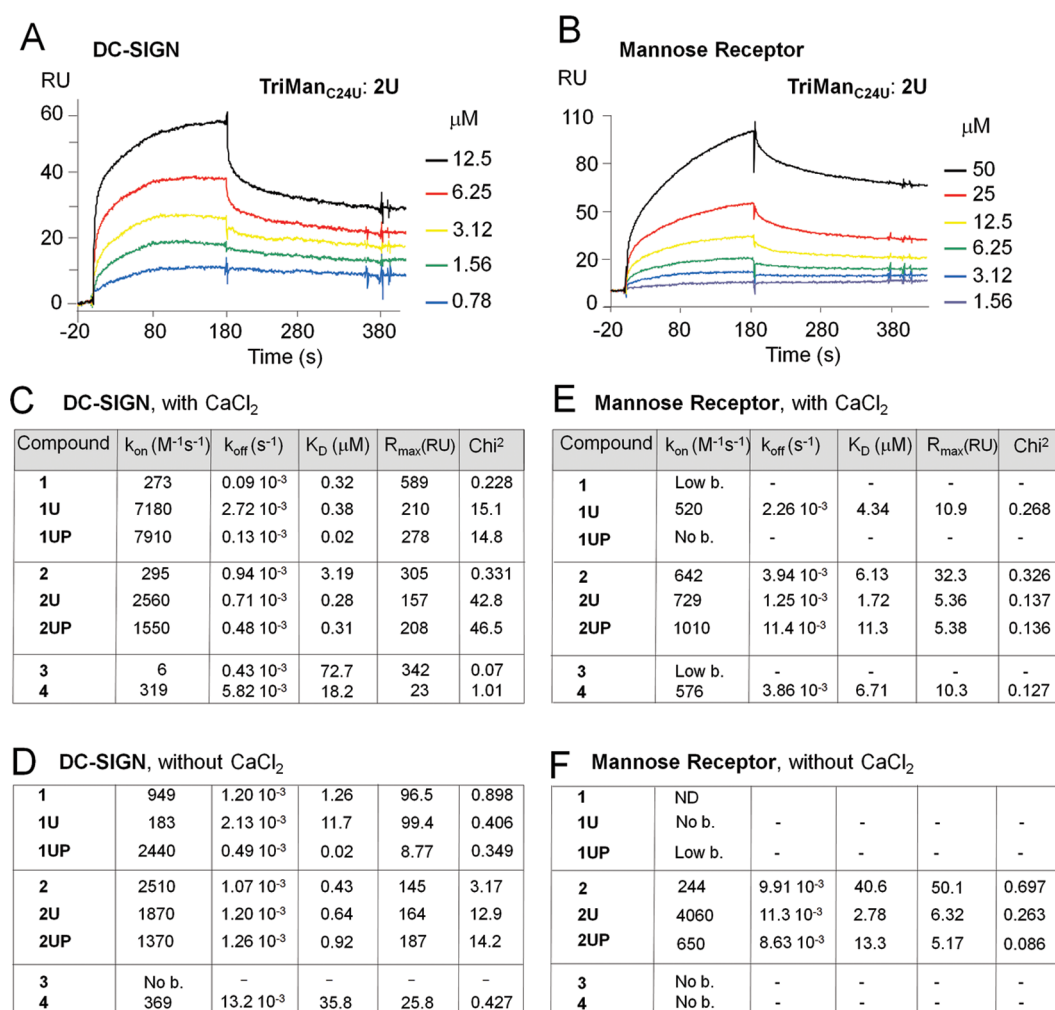 A DC-SIGN
RU
TriManC24U: 2U
60
40
20
0
-20 80 180 280 380
Time (s)
μM
12.5
6.25
3.12
1.56
0.78
B Mannose Receptor
RU
TriManC24U: 2U
110
80
50
20
0
-20 80 180 280 380
Time (s)
μM
50
25
12.5
6.25
3.12
1.56
C DC-SIGN, with CaCl2
Compound kon (M-1s-1) koff (s-1) KD (μM) Rmax(RU) Chi2
1 273 0.09 10-3 0.32 589 0.228
1U 7180 2.72 10-3 0.38 210 15.1
1UP 7910 0.13 10-3 0.02 278 14.8
2 295 0.94 10-3 3.19 305 0.331
2U 2560 0.71 10-3 0.28 157 42.8
2UP 1550 0.48 10-3 0.31 208 46.5
3 6 0.43 10-3 72.7 342 0.07
4 319 5.82 10-3 18.2 23 1.01
E Mannose Receptor, with CaCl2
Compound kon (M-1s-1) koff (s-1) KD (μM) Rmax(RU) Chi2
1 Low b. - - - -
1U 520 2.26 10-3 4.34 10.9 0.268
1UP No b. - - - -
2 642 3.94 10-3 6.13 32.3 0.326
2U 729 1.25 10-3 1.72 5.36 0.137
2UP 1010 11.4 10-3 11.3 5.38 0.136
3 Low b. - - - -
4 576 3.86 10-3 6.71 10.3 0.127
D DC-SIGN, without CaCl2
1 949 1.20 10-3 1.26 96.5 0.898
1U 183 2.13 10-3 11.7 99.4 0.406
1UP 2440 0.49 10-3 0.02 8.77 0.349
2 2510 1.07 10-3 0.43 145 3.17
2U 1870 1.20 10-3 0.64 164 12.9
2UP 1370 1.26 10-3 0.92 187 14.2
3 No b. - - - -
4 369 13.2 10-3 35.8 25.8 0.427
F Mannose Receptor, without CaCl2
1 ND
1U No b. - - - -
1UP Low b. - - - -
2 244 9.91 10-3 40.6 50.1 0.697
2U 4060 11.3 10-3 2.78 6.32 0.263
2UP 650 8.63 10-3 13.3 5.17 0.086
3 No b. - - - -
4 No b. - - - -